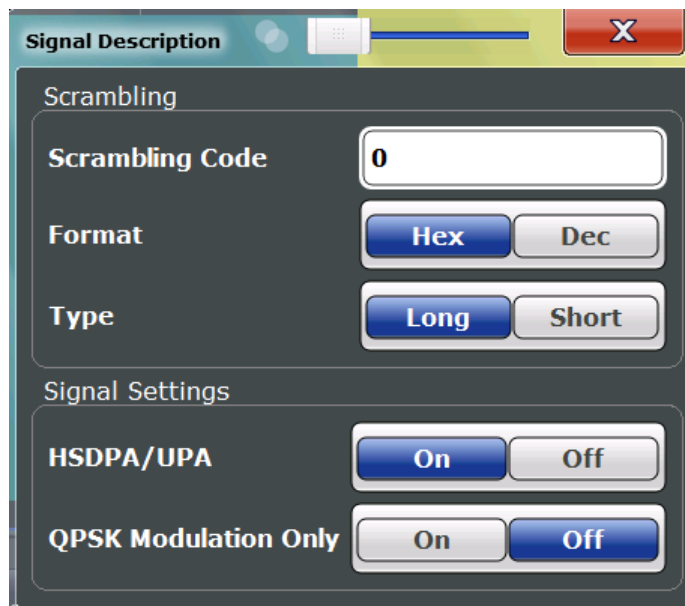 Signal Description X
Scrambling
Scrambling Code 0
Format Hex Dec
Type Long Short
Signal Settings
HSDPA/UPA On Off
QPSK Modulation Only On Off